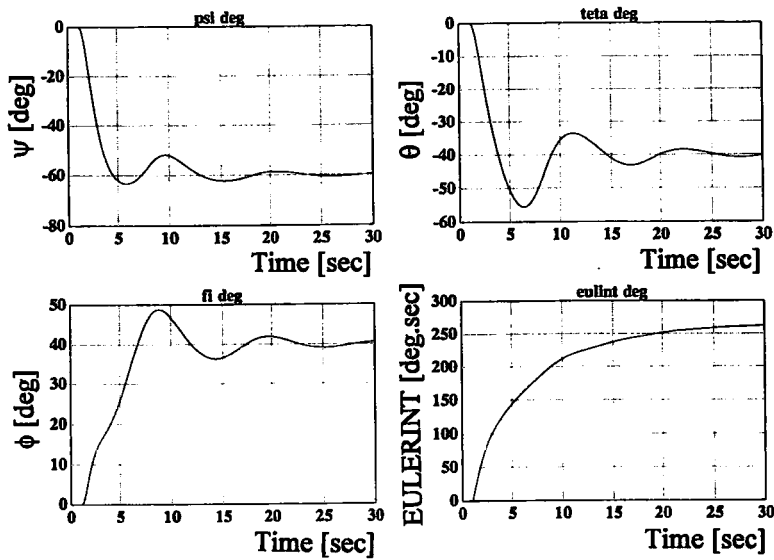 psi deg
ψ [deg]
0
-20
-40
-60
-80
0 5 10 15 20 25 30
Time [sec]
teta deg
θ [deg]
0
-10
-20
-30
-40
-50
-60
0 5 10 15 20 25 30
Time [sec]
fi deg
ϕ [deg]
50
40
30
20
10
0
0 5 10 15 20 25 30
Time [sec]
eulint deg
EULERINT [deg.sec]
300
250
200
150
100
50
0
0 5 10 15 20 25 30
Time [sec]